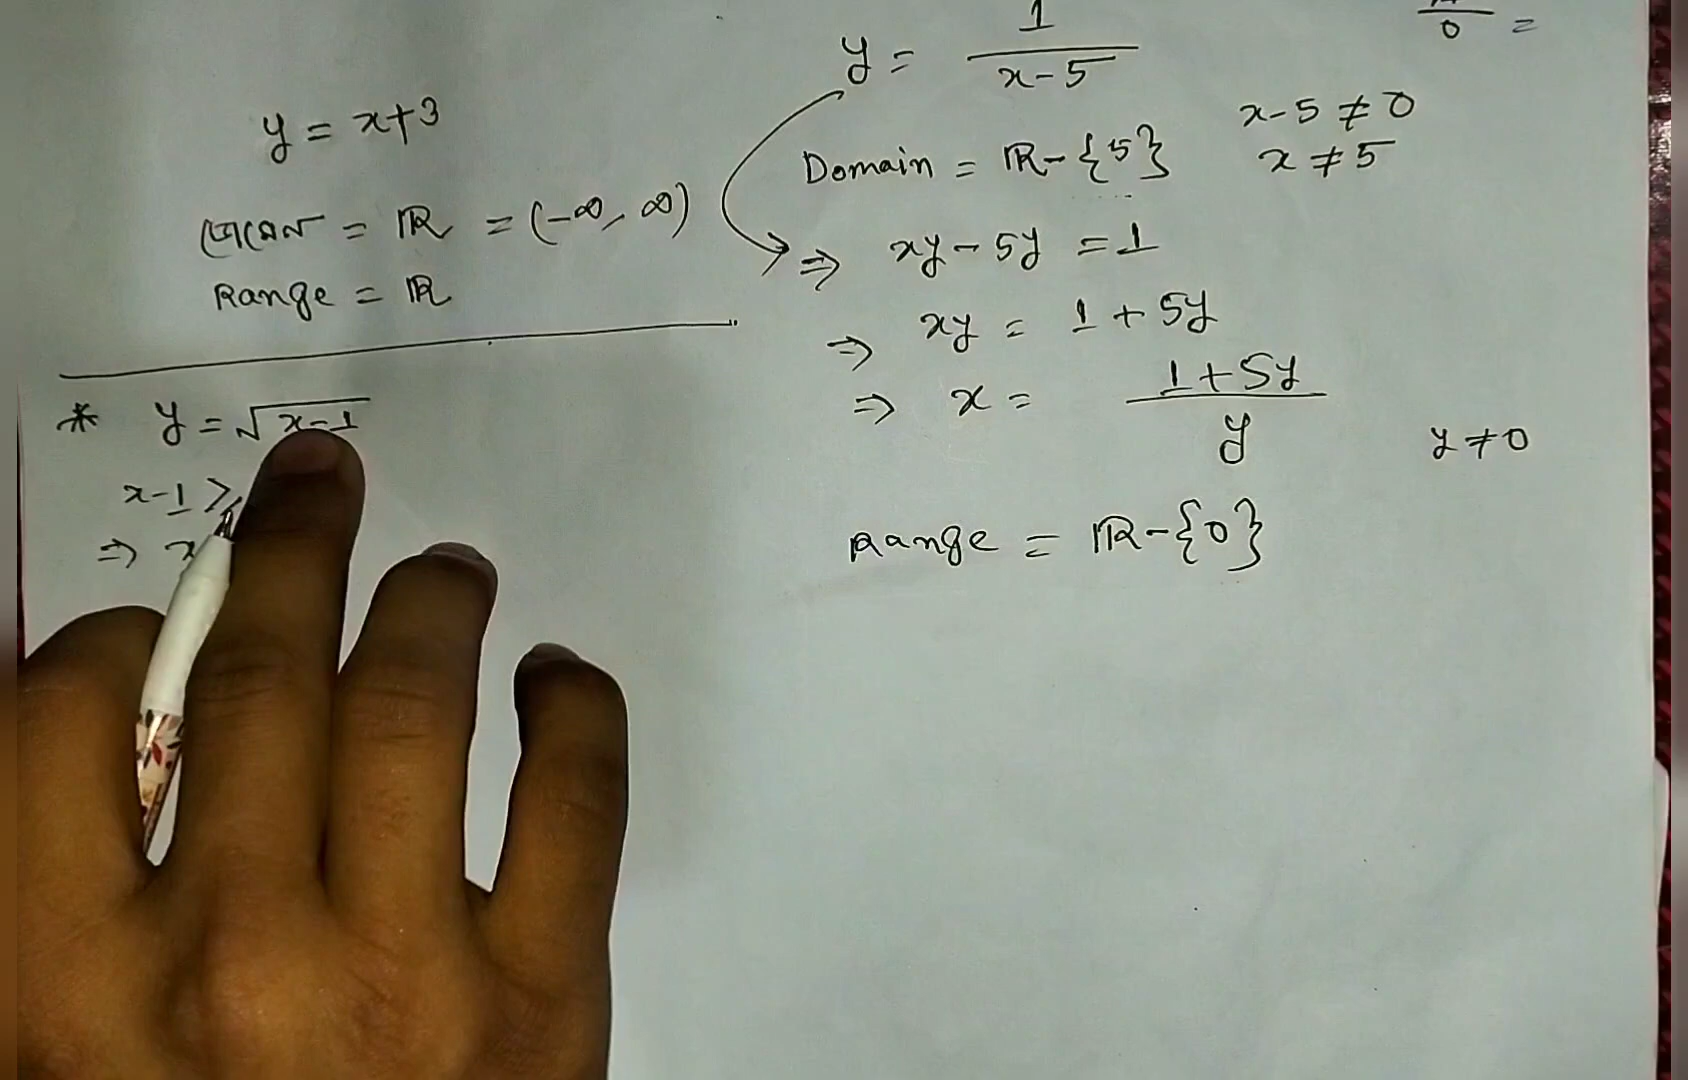 y = x+3
ডোমেন = ℝ = (-∞, ∞)
Range = ℝ
* y = √(x-1)
x-1 ≥
⇒ x
0 =
y = 1/(x-5)
x-5 ≠ 0
Domain = ℝ-{5}
x ≠ 5
⇒ xy - 5y = 1
⇒ xy = 1 + 5y
⇒ x = (1+5y)/y
y ≠ 0
Range = ℝ-{0}